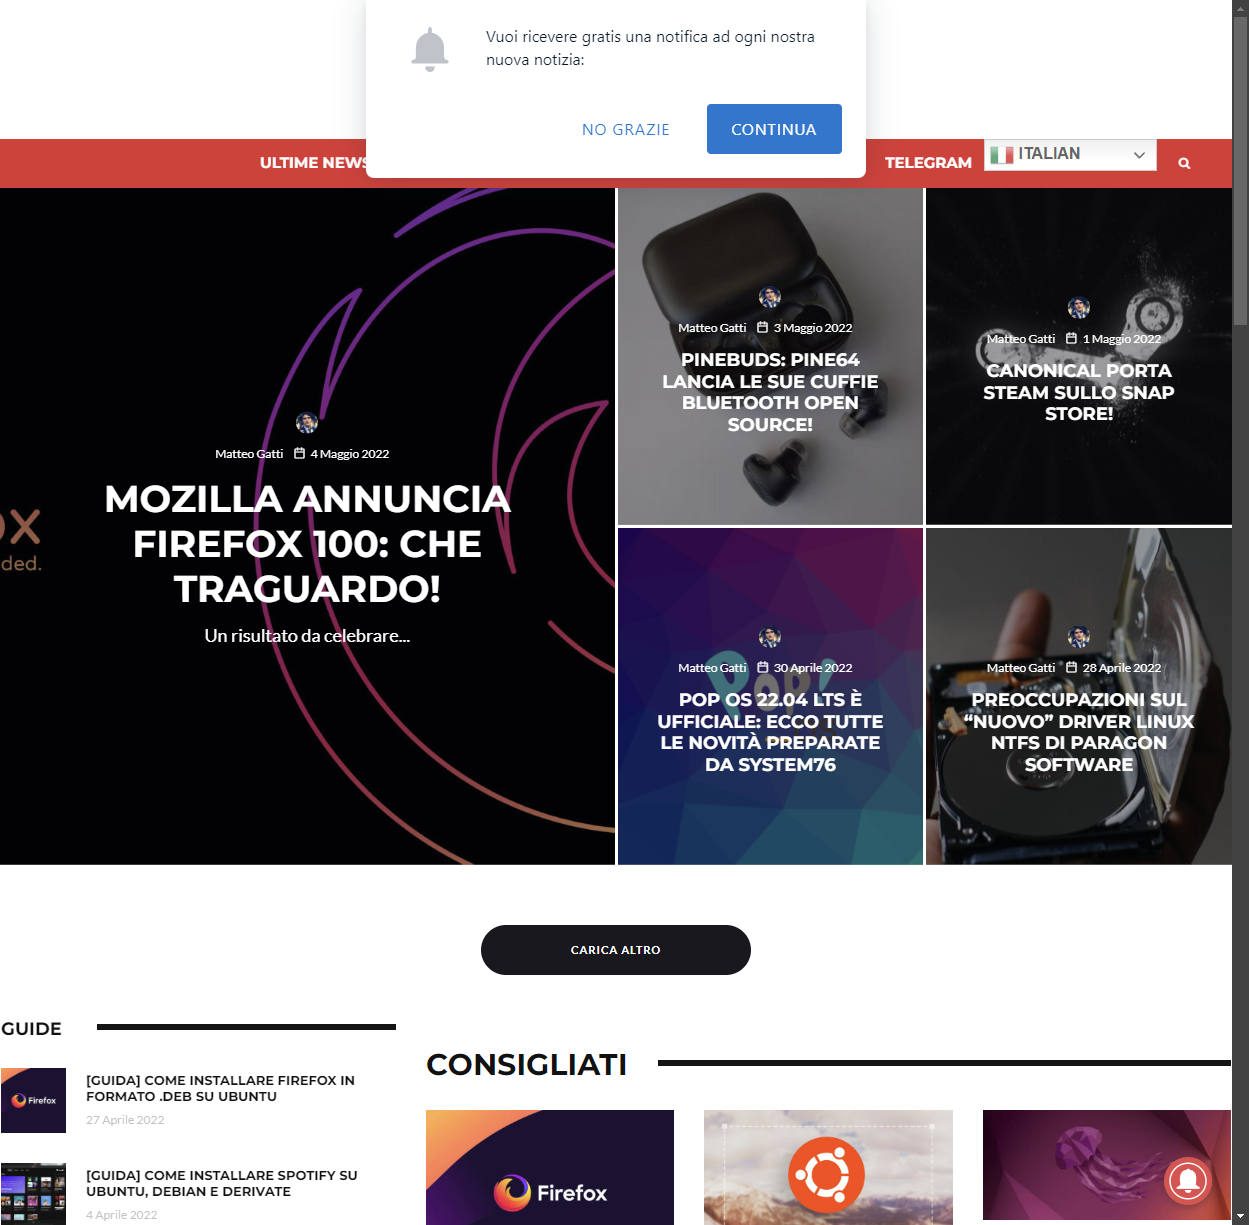 Vuoi ricevere gratis una notifica ad ogni nostra
nuova notizia:
NO GRAZIE
CONTINUA
ULTIME NEWS
TELEGRAM
ITALIAN
Matteo Gatti 4 Maggio 2022
MOZILLA ANNUNCIA
FIREFOX 100: CHE
TRAGUARDO!
Un risultato da celebrare...
ded.
Matteo Gatti 3 Maggio 2022
PINEBUDS: PINE64
LANCIA LE SUE CUFFIE
BLUETOOTH OPEN
SOURCE!
Matteo Gatti 1 Maggio 2022
CANONICAL PORTA
STEAM SULLO SNAP
STORE!
Pop!
Matteo Gatti 30 Aprile 2022
POP OS 22.04 LTS È
UFFICIALE: ECCO TUTTE
LE NOVITÀ PREPARATE
DA SYSTEM76
Matteo Gatti 28 Aprile 2022
PREOCCUPAZIONI SUL
“NUOVO” DRIVER LINUX
NTFS DI PARAGON
SOFTWARE
CARICA ALTRO
GUIDE
Firefox
[GUIDA] COME INSTALLARE FIREFOX IN
FORMATO .DEB SU UBUNTU
27 Aprile 2022
[GUIDA] COME INSTALLARE SPOTIFY SU
UBUNTU, DEBIAN E DERIVATE
4 Aprile 2022
CONSIGLIATI
Firefox